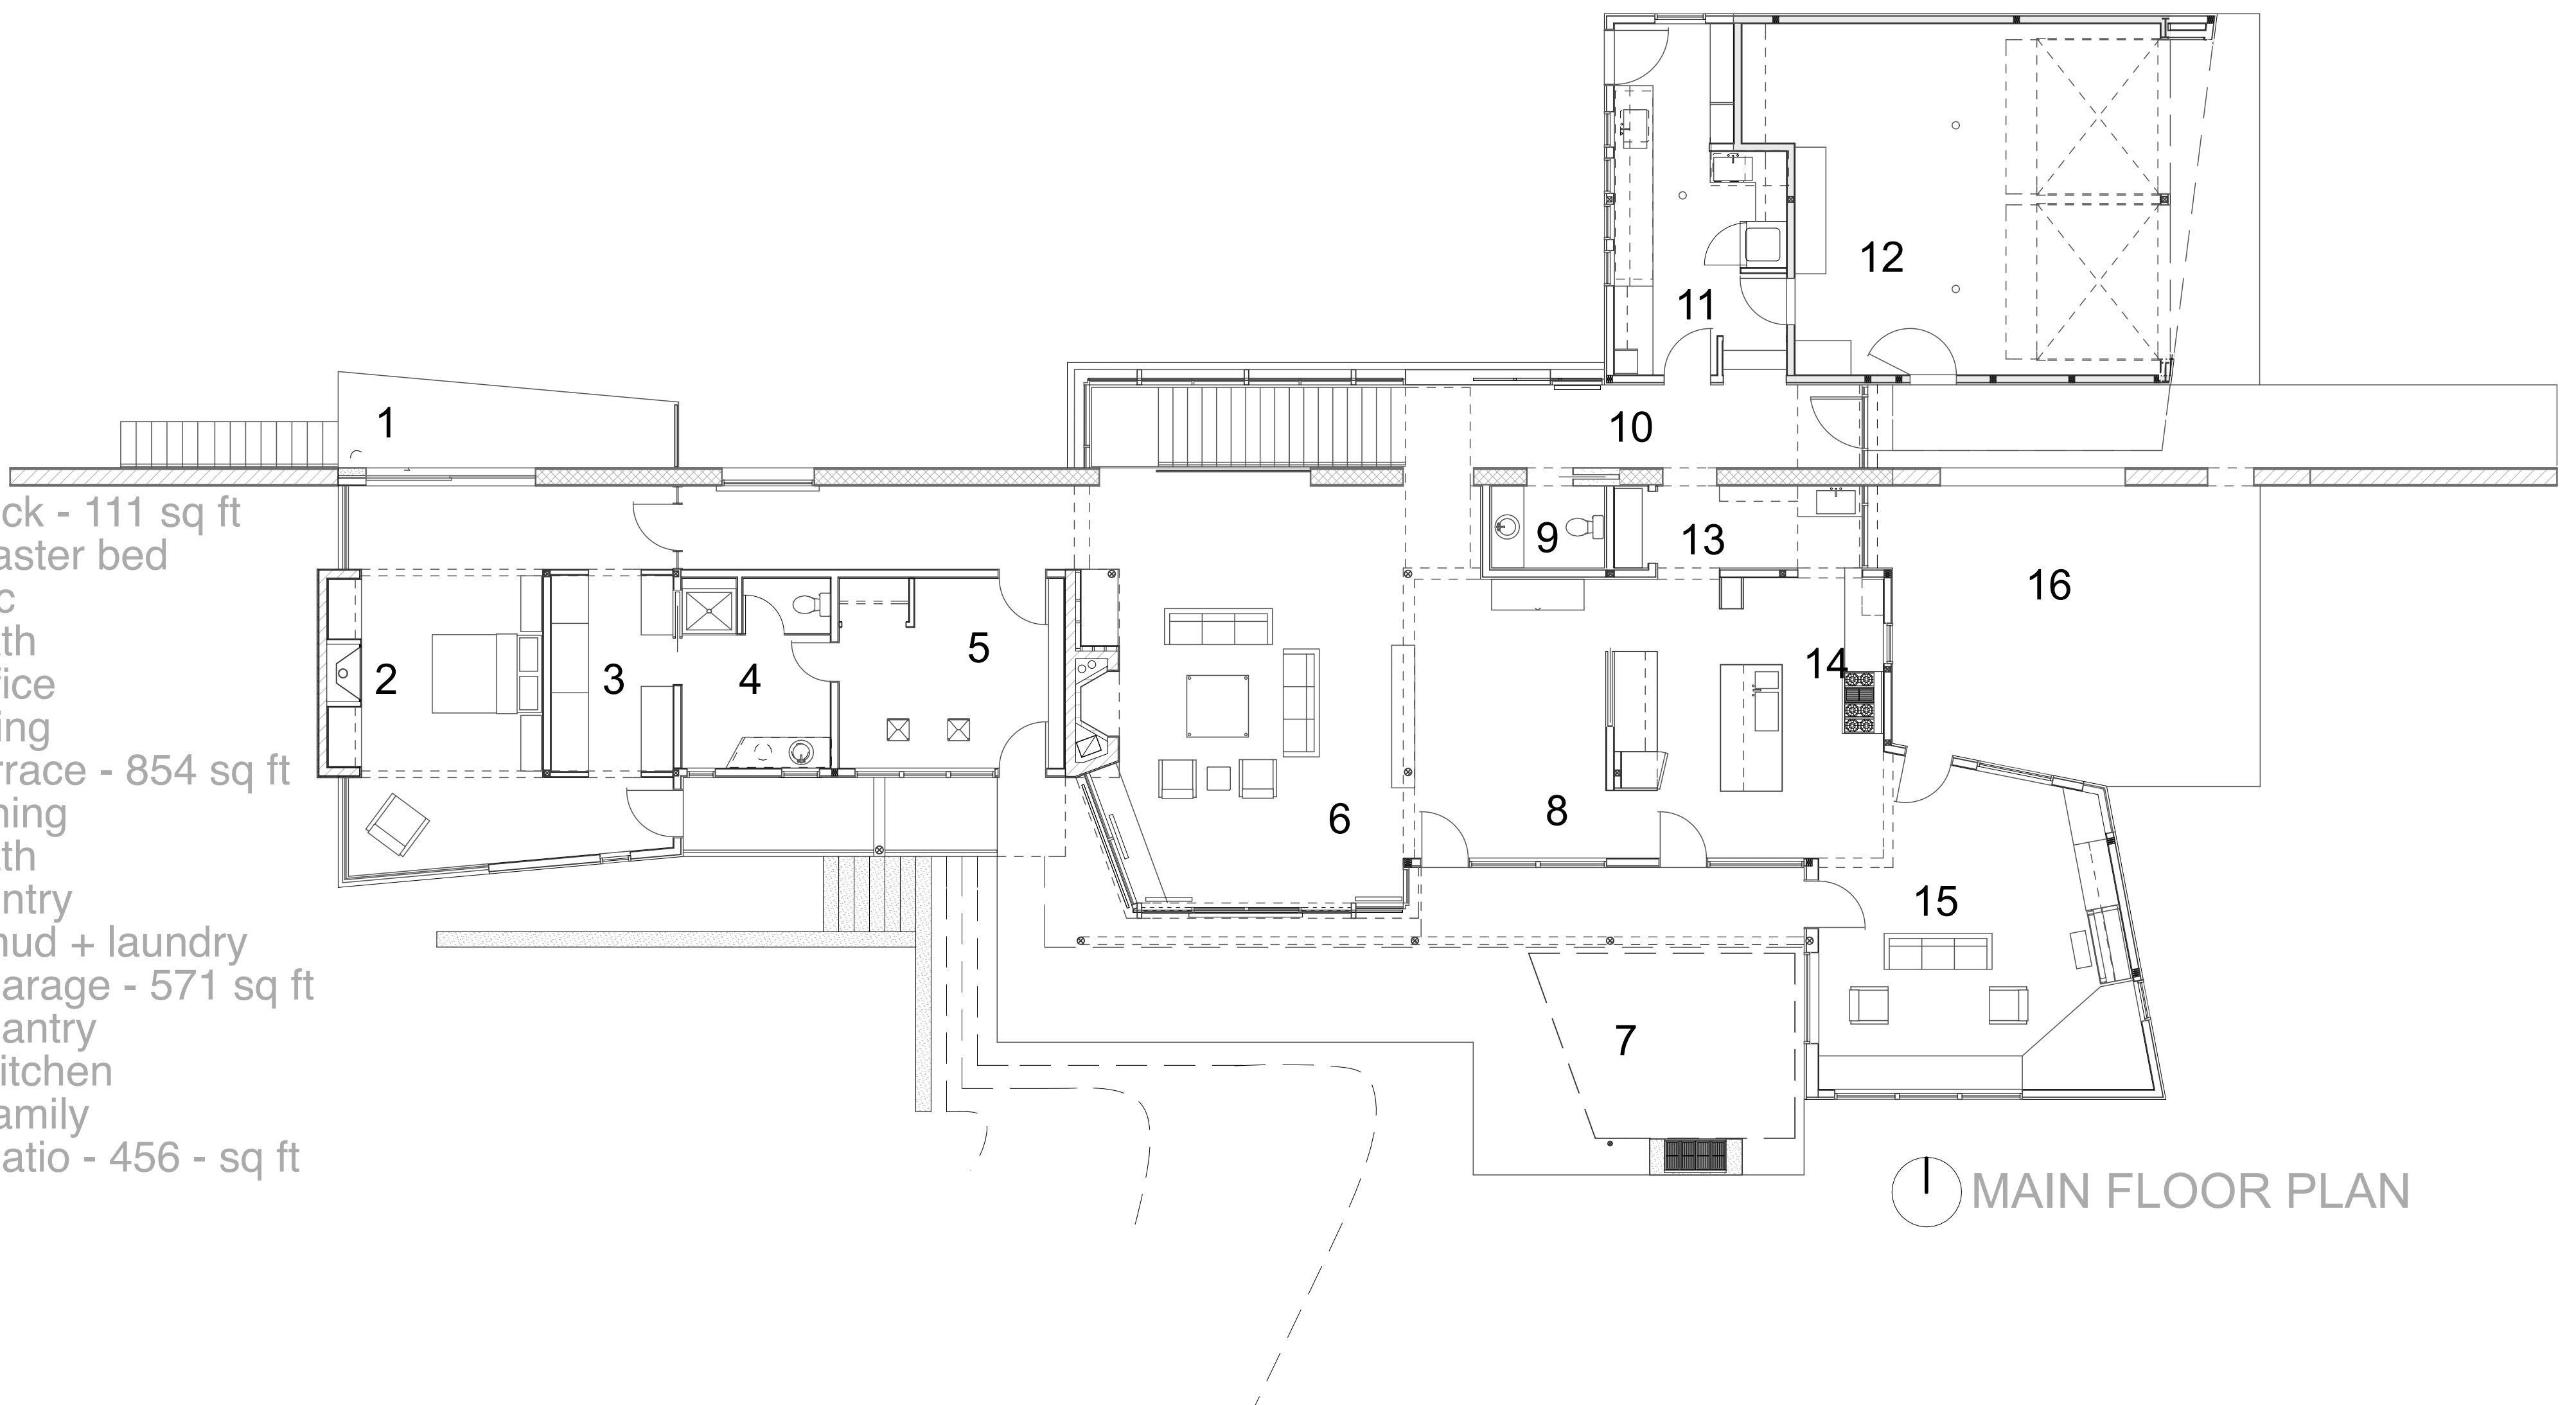 1
2
3
4
5
6
7
8
9
10
11
12
13
14
15
16
ck - 111 sq ft
aster bed
c
th
fice
ing
rrace - 854 sq ft
ning
th
ntry
nud + laundry
arage - 571 sq ft
antry
itchen
amily
atio - 456 - sq ft
MAIN FLOOR PLAN